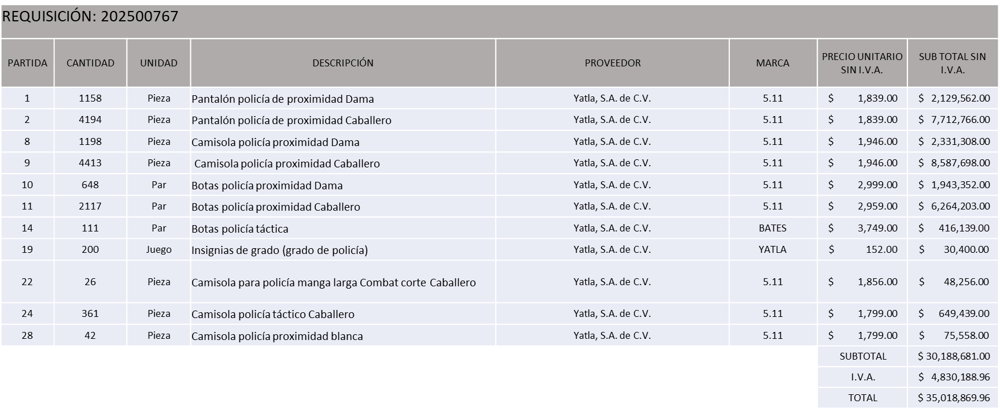 REQUISICIÓN: 202500767
PARTIDA CANTIDAD UNIDAD DESCRIPCIÓN PROVEEDOR MARCA PRECIO UNITARIO SIN I.V.A. SUB TOTAL SIN I.V.A.
1 1158 Pieza Pantalón policía de proximidad Dama Yatla, S.A. de C.V. 5.11 $ 1,839.00 $ 2,129,562.00
2 4194 Pieza Pantalón policía de proximidad Caballero Yatla, S.A. de C.V. 5.11 $ 1,839.00 $ 7,712,766.00
8 1198 Pieza Camisola policía proximidad Dama Yatla, S.A. de C.V. 5.11 $ 1,946.00 $ 2,331,308.00
9 4413 Pieza Camisola policía proximidad Caballero Yatla, S.A. de C.V. 5.11 $ 1,946.00 $ 8,587,698.00
10 648 Par Botas policía proximidad Dama Yatla, S.A. de C.V. 5.11 $ 2,999.00 $ 1,943,352.00
11 2117 Par Botas policía proximidad Caballero Yatla, S.A. de C.V. 5.11 $ 2,959.00 $ 6,264,203.00
14 111 Par Botas policía táctica Yatla, S.A. de C.V. BATES $ 3,749.00 $ 416,139.00
19 200 Juego Insignias de grado (grado de policía) Yatla, S.A. de C.V. YATLA $ 152.00 $ 30,400.00
22 26 Pieza Camisola para policía manga larga Combat corte Caballero Yatla, S.A. de C.V. 5.11 $ 1,856.00 $ 48,256.00
24 361 Pieza Camisola policía táctico Caballero Yatla, S.A. de C.V. 5.11 $ 1,799.00 $ 649,439.00
28 42 Pieza Camisola policía proximidad blanca Yatla, S.A. de C.V. 5.11 $ 1,799.00 $ 75,558.00
SUBTOTAL $ 30,188,681.00
I.V.A. $ 4,830,188.96
TOTAL $ 35,018,869.96